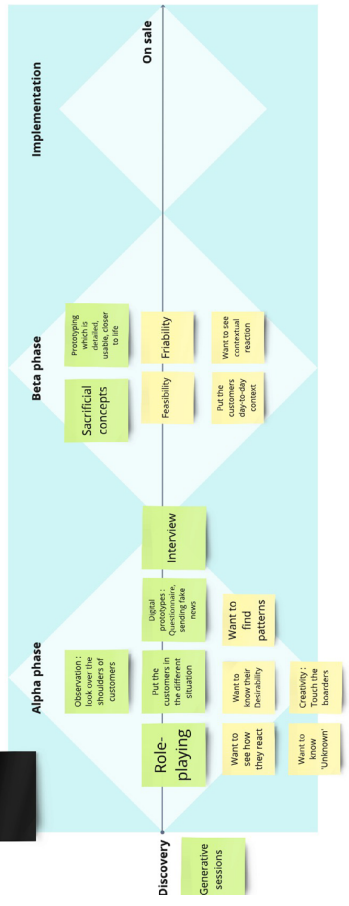 Discovery
Generative
sessions
Alpha phase
Observation :
look over the
shoulders of
customers
Role-
playing
Put the
customers in
the different
situation
Digital
prototypes :
Questionnaire,
sending fake
news
Interview
Want to
see how
they react
Want to
know their
Desirability
Want to
find
patterns
Want to
know
'Unknown'
Creativity :
Touch the
boarders
Beta phase
Sacrificial
concepts
Prototyping
which is
detailed,
usable, closer
to life
Feasibility
Friability
Put the
customers
day-to-day
context
Want to see
contextual
reaction
Implementation
On sale